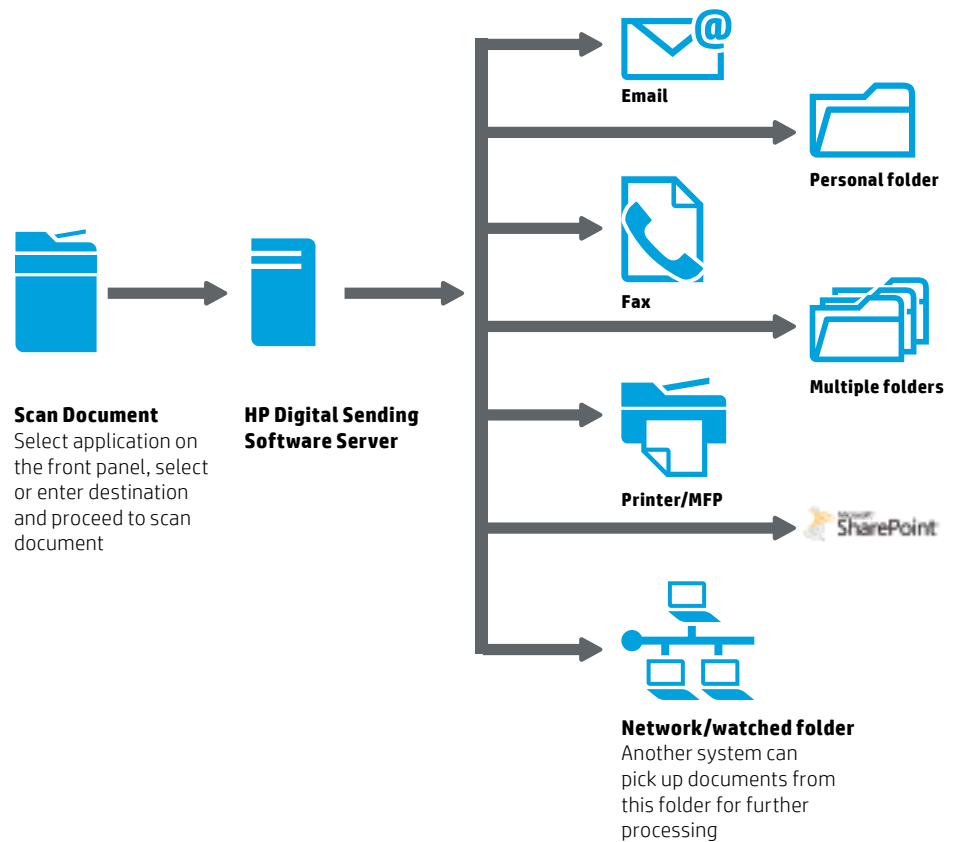 @
Email
Personal folder
Fax
Multiple folders
Scan Document
Select application on
the front panel, select
or enter destination
and proceed to scan
document
HP Digital Sending
Software Server
Printer/MFP
Microsoft
SharePoint
Network/watched folder
Another system can
pick up documents from
this folder for further
processing